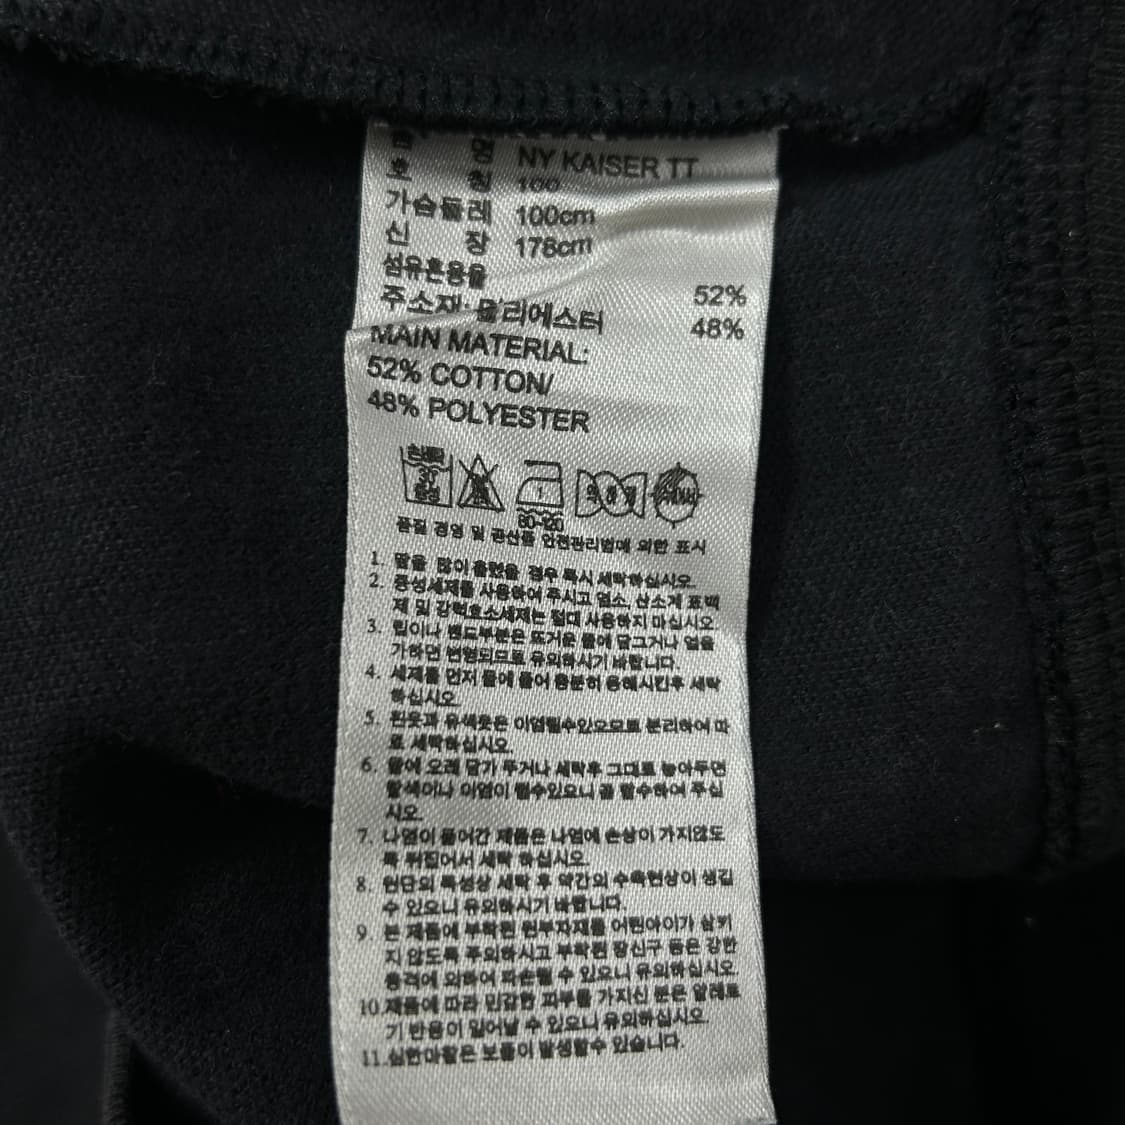 명 NY KAISER TT
호 칭 100
가슴둘레 100cm
신 장 176cm
섬유혼용율
52%
주소재: 폴리에스터 48%
MAIN MATERIAL:
52% COTTON/
48% POLYESTER
손세탁
30°
중성
80-120
품질 경영 및 공산품 안전관리법에 의한 표시
1. 땀을 많이 흘렸을 경우 즉시 세탁하십시오.
2. 중성세제를 사용하여 주시고 염소, 산소계 표백
제 및 강력효소세제는 절대 사용하지 마십시오.
3. 립이나 밴드부분은 뜨거운 물에 담그거나 열을
가하면 변형되므로 유의하시기 바랍니다.
4. 세제를 먼저 물에 풀어 충분히 용해시킨후 세탁
하십시오.
5. 흰옷과 유색옷은 이염될수있으므로 분리하여 따
로 세탁하십시오.
6. 물에 오래 담가 두거나 세탁후 그대로 놓아두면
탈색이나 이염이 될수있으니 곧 탈수하여 주십
시오.
7. 나염이 들어간 제품은 나염에 손상이 가지않도
록 뒤집어서 세탁 하십시오.
8. 원단의 특성상 세탁 후 약간의 수축현상이 생길
수 있으니 유의하시기 바랍니다.
9. 본 제품에 부착된 원부자재를 어린아이가 삼키
지 않도록 주의하시고 부착된 장신구 등은 강한
충격에 의하여 파손될 수 있으니 유의하십시오.
10.제품에 따라 민감한 피부를 가지신 분은 알레르
기 반응이 일어날 수 있으니 유의하십시오.
11.심한마찰은 보풀이 발생할수 있습니다.